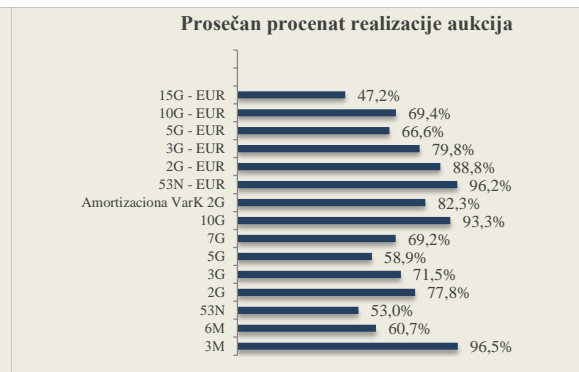 Prosečan procenat realizacije aukcija
15G - EUR 47,2%
10G - EUR 69,4%
5G - EUR 66,6%
3G - EUR 79,8%
2G - EUR 88,8%
53N - EUR 96,2%
Amortizaciona VarK 2G 82,3%
10G 93,3%
7G 69,2%
5G 58,9%
3G 71,5%
2G 77,8%
53N 53,0%
6M 60,7%
3M 96,5%